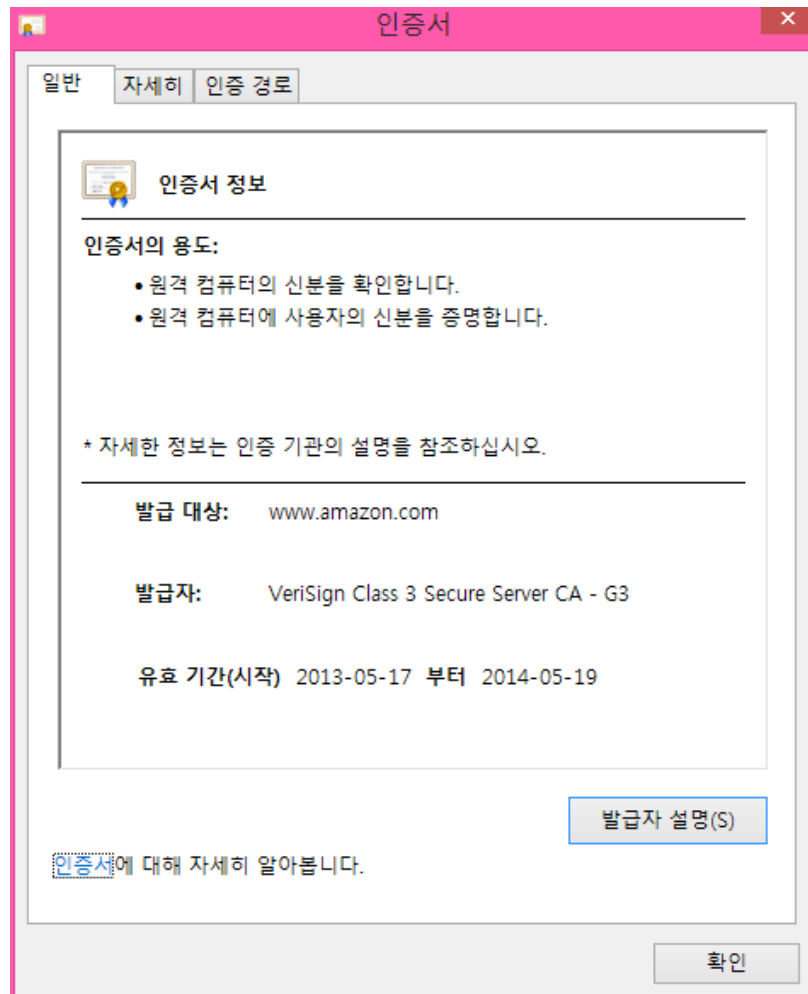 인증서
일반 자세히 인증 경로
인증서 정보
인증서의 용도:
• 원격 컴퓨터의 신분을 확인합니다.
• 원격 컴퓨터에 사용자의 신분을 증명합니다.
* 자세한 정보는 인증 기관의 설명을 참조하십시오.
발급 대상: www.amazon.com
발급자: VeriSign Class 3 Secure Server CA - G3
유효 기간(시작) 2013-05-17 부터 2014-05-19
발급자 설명(S)
인증서에 대해 자세히 알아봅니다.
확인